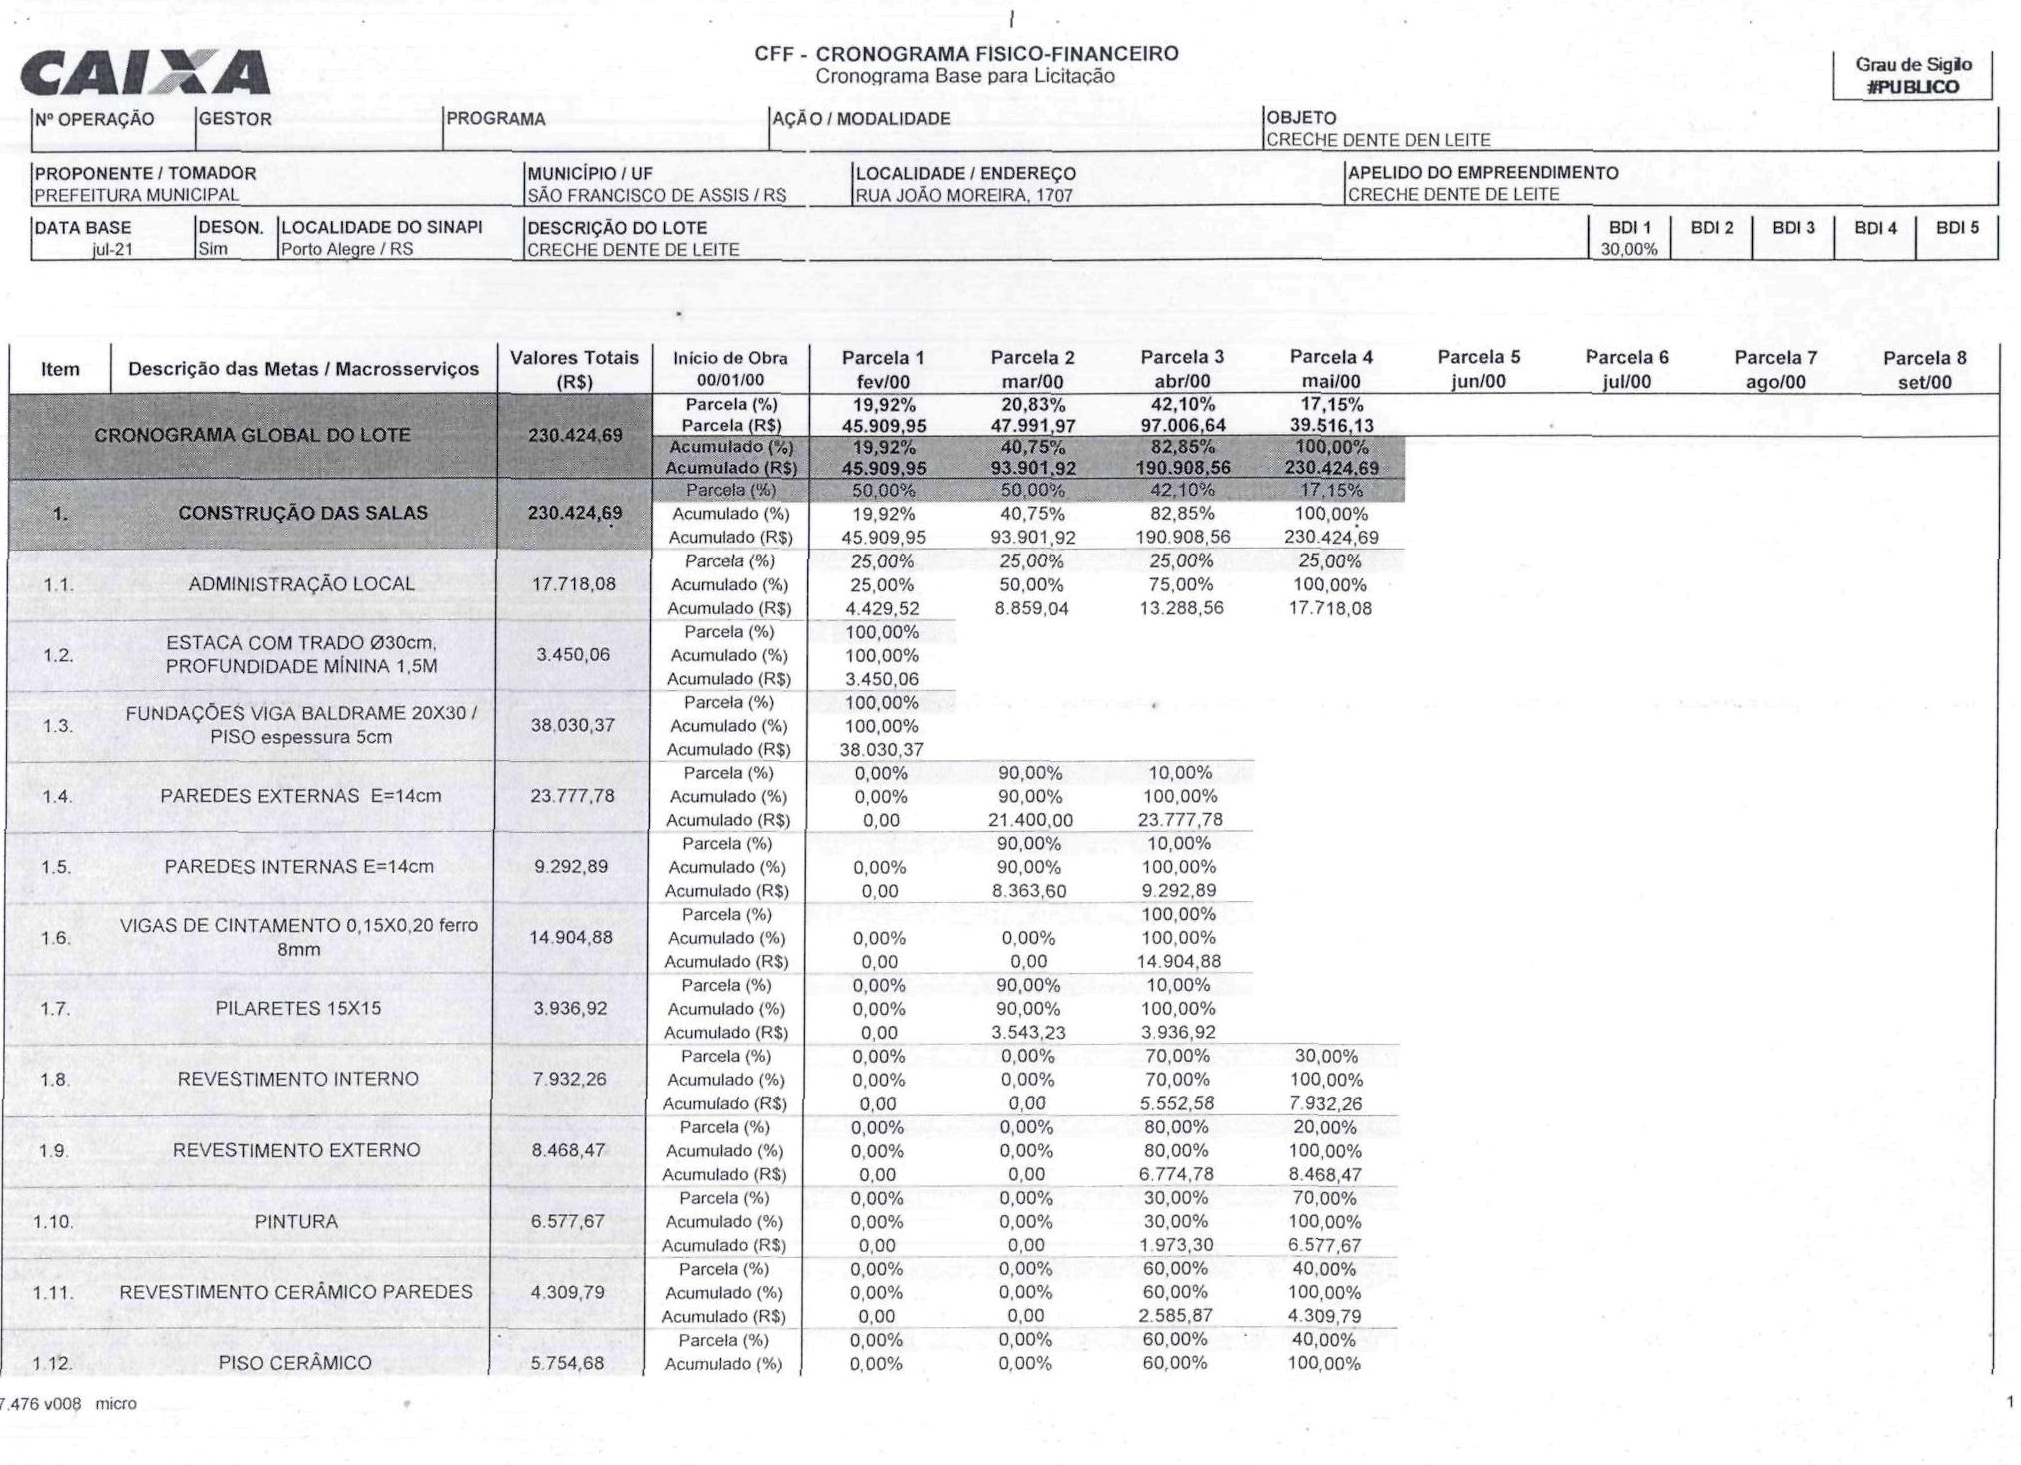 CAIXA
CFF - CRONOGRAMA FÍSICO-FINANCEIRO
Cronograma Base para Licitação
Grau de Sigilo
#PUBLICO
Nº OPERAÇÃO GESTOR PROGRAMA AÇÃO / MODALIDADE OBJETO
CRECHE DENTE DEN LEITE
PROPONENTE / TOMADOR MUNICÍPIO / UF LOCALIDADE / ENDEREÇO APELIDO DO EMPREENDIMENTO
PREFEITURA MUNICIPAL SÃO FRANCISCO DE ASSIS / RS RUA JOÃO MOREIRA, 1707 CRECHE DENTE DE LEITE
DATA BASE DESON. LOCALIDADE DO SINAPI DESCRIÇÃO DO LOTE BDI 1 BDI 2 BDI 3 BDI 4 BDI 5
jul-21 Sim Porto Alegre / RS CRECHE DENTE DE LEITE 30,00%
Item Descrição das Metas / Macrosserviços Valores Totais (R$) Início de Obra Parcela 1 Parcela 2 Parcela 3 Parcela 4 Parcela 5 Parcela 6 Parcela 7 Parcela 8
00/01/00 fev/00 mar/00 abr/00 mai/00 jun/00 jul/00 ago/00 set/00
CRONOGRAMA GLOBAL DO LOTE 230.424,69
Parcela (%) 19,92% 20,83% 42,10% 17,15%
Parcela (R$) 45.909,95 47.991,97 97.006,64 39.516,13
Acumulado (%) 19,92% 40,75% 82,85% 100,00%
Acumulado (R$) 45.909,95 93.901,92 190.908,56 230.424,69
1. CONSTRUÇÃO DAS SALAS 230.424,69
Parcela (%) 50,00% 50,00% 42,10% 17,15%
Acumulado (%) 19,92% 40,75% 82,85% 100,00%
Acumulado (R$) 45.909,95 93.901,92 190.908,56 230.424,69
1.1. ADMINISTRAÇÃO LOCAL 17.718,08
Parcela (%) 25,00% 25,00% 25,00% 25,00%
Acumulado (%) 25,00% 50,00% 75,00% 100,00%
Acumulado (R$) 4.429,52 8.859,04 13.288,56 17.718,08
1.2. ESTACA COM TRADO Ø30cm, PROFUNDIDADE MÍNINA 1,5M 3.450,06
Parcela (%) 100,00%
Acumulado (%) 100,00%
Acumulado (R$) 3.450,06
1.3. FUNDAÇÕES VIGA BALDRAME 20X30 / PISO espessura 5cm 38.030,37
Parcela (%) 100,00%
Acumulado (%) 100,00%
Acumulado (R$) 38.030,37
1.4. PAREDES EXTERNAS E=14cm 23.777,78
Parcela (%) 0,00% 90,00% 10,00%
Acumulado (%) 0,00% 90,00% 100,00%
Acumulado (R$) 0,00 21.400,00 23.777,78
1.5. PAREDES INTERNAS E=14cm 9.292,89
Parcela (%) 90,00% 10,00%
Acumulado (%) 0,00% 90,00% 100,00%
Acumulado (R$) 0,00 8.363,60 9.292,89
1.6. VIGAS DE CINTAMENTO 0,15X0,20 ferro 8mm 14.904,88
Parcela (%) 100,00%
Acumulado (%) 0,00% 0,00% 100,00%
Acumulado (R$) 0,00 0,00 14.904,88
1.7. PILARETES 15X15 3.936,92
Parcela (%) 0,00% 90,00% 10,00%
Acumulado (%) 0,00% 90,00% 100,00%
Acumulado (R$) 0,00 3.543,23 3.936,92
1.8. REVESTIMENTO INTERNO 7.932,26
Parcela (%) 0,00% 0,00% 70,00% 30,00%
Acumulado (%) 0,00% 0,00% 70,00% 100,00%
Acumulado (R$) 0,00 0,00 5.552,58 7.932,26
1.9. REVESTIMENTO EXTERNO 8.468,47
Parcela (%) 0,00% 0,00% 80,00% 20,00%
Acumulado (%) 0,00% 0,00% 80,00% 100,00%
Acumulado (R$) 0,00 0,00 6.774,78 8.468,47
1.10. PINTURA 6.577,67
Parcela (%) 0,00% 0,00% 30,00% 70,00%
Acumulado (%) 0,00% 0,00% 30,00% 100,00%
Acumulado (R$) 0,00 0,00 1.973,30 6.577,67
1.11. REVESTIMENTO CERÂMICO PAREDES 4.309,79
Parcela (%) 0,00% 0,00% 60,00% 40,00%
Acumulado (%) 0,00% 0,00% 60,00% 100,00%
Acumulado (R$) 0,00 0,00 2.585,87 4.309,79
1.12. PISO CERÂMICO 5.754,68
Parcela (%) 0,00% 0,00% 60,00% 40,00%
Acumulado (%) 0,00% 0,00% 60,00% 100,00%
7.476 v008 micro
1